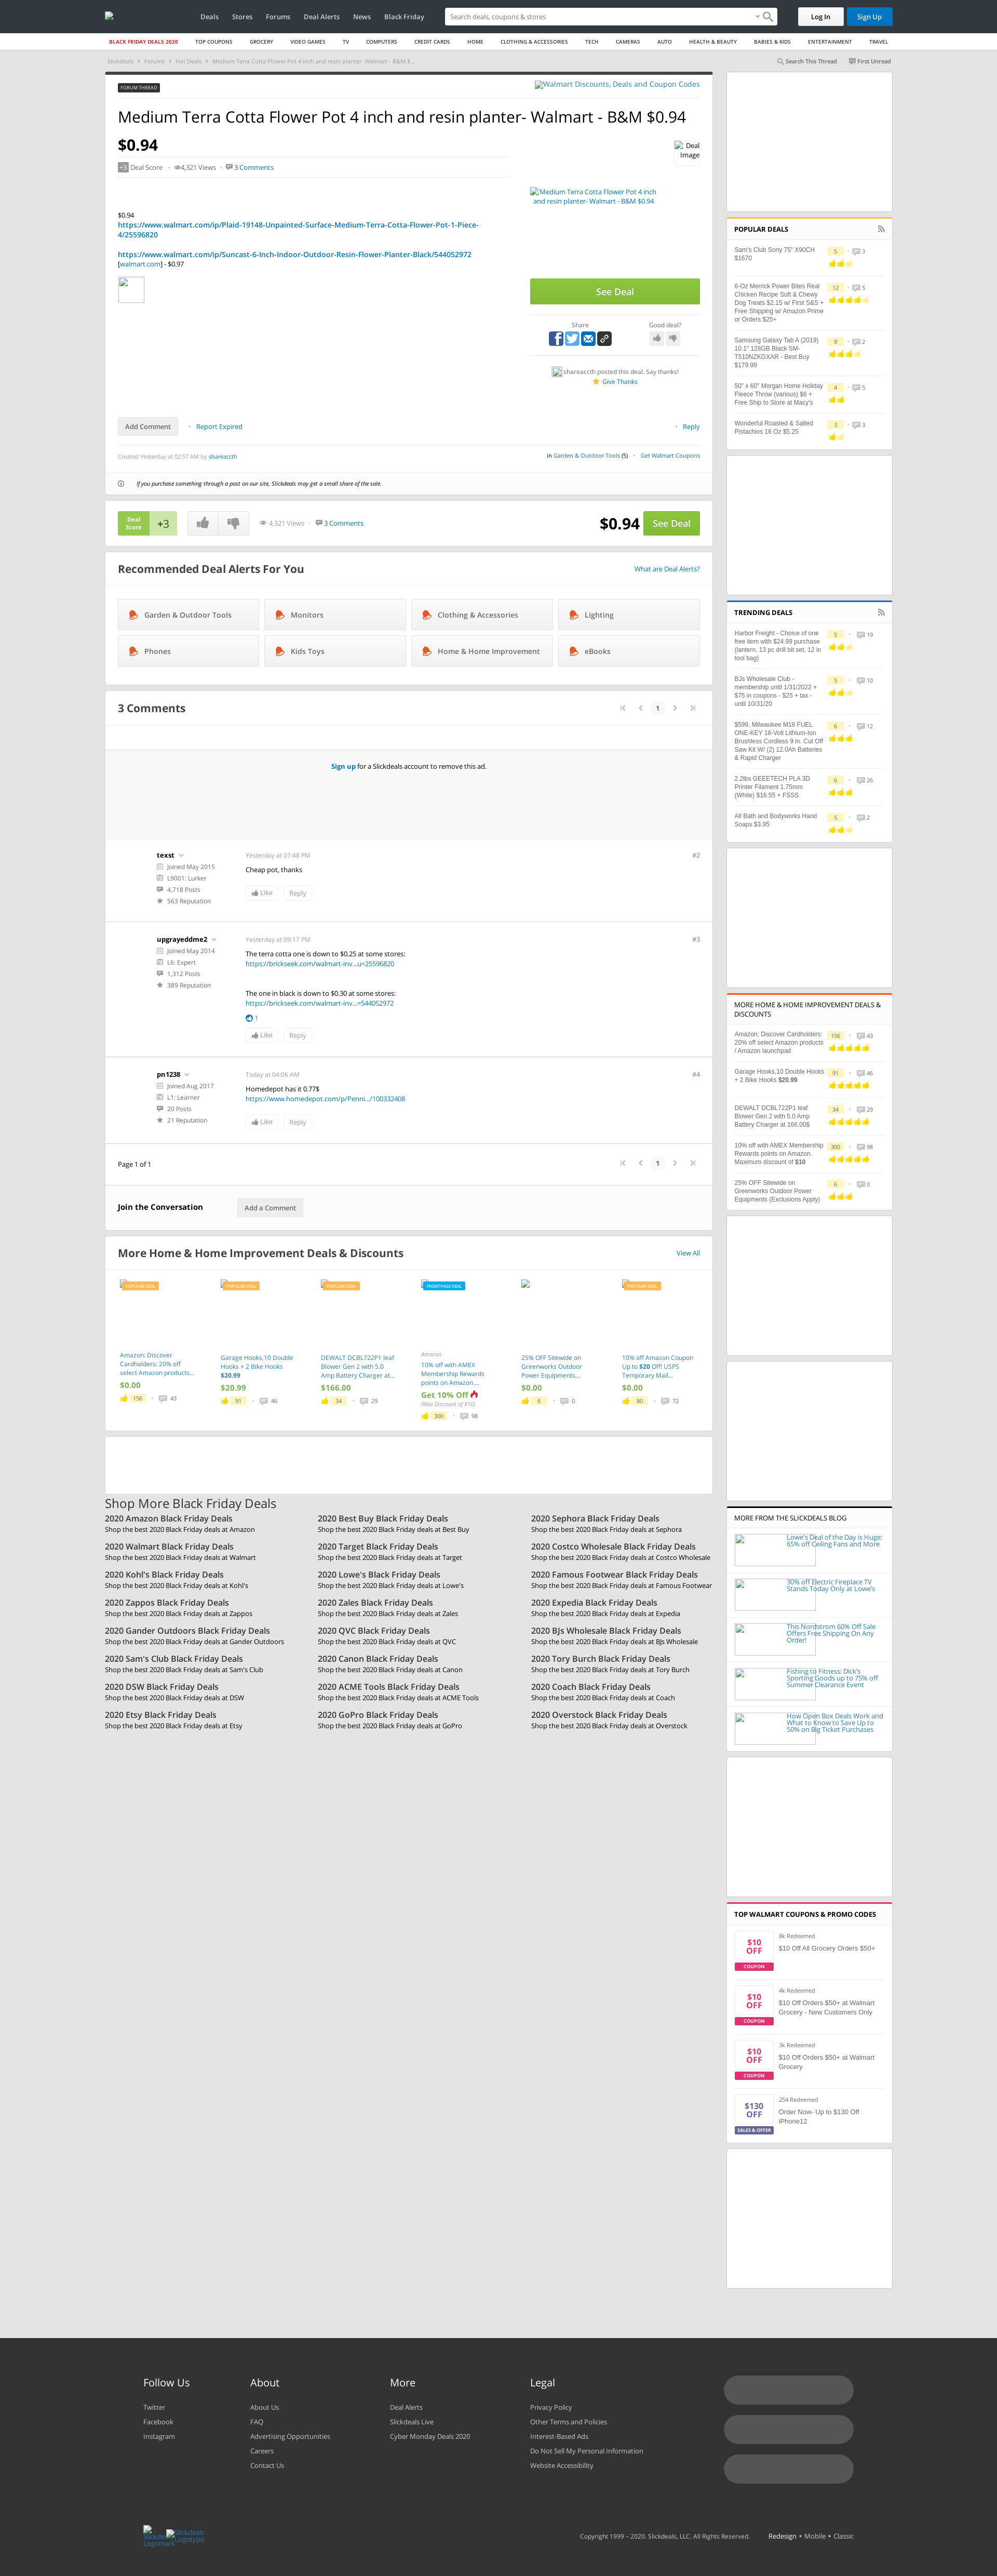 Deals Stores Forums Deal Alerts News Black Friday
Search deals, coupons & stores
Log In Sign Up
BLACK FRIDAY DEALS 2020 TOP COUPONS GROCERY VIDEO GAMES TV COMPUTERS CREDIT CARDS HOME CLOTHING & ACCESSORIES TECH CAMERAS AUTO HEALTH & BEAUTY BABIES & KIDS ENTERTAINMENT TRAVEL
Slickdeals Forums Hot Deals Medium Terra Cotta Flower Pot 4 inch and resin planter- Walmart - B&M $...
Search This Thread First Unread
FORUM THREAD
Walmart Discounts, Deals and Coupon Codes
Medium Terra Cotta Flower Pot 4 inch and resin planter- Walmart - B&M $0.94
$0.94
+3 Deal Score · 4,321 Views · 3 Comments
Deal Image
Medium Terra Cotta Flower Pot 4 inch and resin planter- Walmart - B&M $0.94
$0.94
https://www.walmart.com/ip/Plaid-19148-Unpainted-Surface-Medium-Terra-Cotta-Flower-Pot-1-Piece-
4/25596820
https://www.walmart.com/ip/Suncast-6-Inch-Indoor-Outdoor-Resin-Flower-Planter-Black/544052972
[walmart.com] - $0.97
See Deal
Share Good deal?
shareaccth posted this deal. Say thanks!
Give Thanks
Add Comment · Report Expired
· Reply
Created Yesterday at 02:57 AM by shareaccth
in Garden & Outdoor Tools (5) · Get Walmart Coupons
If you purchase something through a post on our site, Slickdeals may get a small share of the sale.
Deal Score +3
4,321 Views · 3 Comments
$0.94 See Deal
Recommended Deal Alerts For You
What are Deal Alerts?
Garden & Outdoor Tools
Monitors
Clothing & Accessories
Lighting
Phones
Kids Toys
Home & Home Improvement
eBooks
3 Comments
1
Sign up for a Slickdeals account to remove this ad.
texst
Joined May 2015
L9001: Lurker
4,718 Posts
563 Reputation
Yesterday at 07:48 PM
#2
Cheap pot, thanks
Like Reply
upgrayeddme2
Joined May 2014
L6: Expert
1,312 Posts
389 Reputation
Yesterday at 09:17 PM
#3
The terra cotta one is down to $0.25 at some stores:
https://brickseek.com/walmart-inv...u=25596820
The one in black is down to $0.30 at some stores:
https://brickseek.com/walmart-inv...=544052972
1
Like Reply
pn1238
Joined Aug 2017
L1: Learner
20 Posts
21 Reputation
Today at 04:06 AM
#4
Homedepot has it 0.77$
https://www.homedepot.com/p/Penni.../100332408
Like Reply
Page 1 of 1
1
Join the Conversation
Add a Comment
More Home & Home Improvement Deals & Discounts
View All
POPULAR DEAL
Amazon: Discover Cardholders: 20% off select Amazon products...
$0.00
156 · 43
POPULAR DEAL
Garage Hooks,10 Double Hooks + 2 Bike Hooks $20.99
$20.99
91 · 46
POPULAR DEAL
DEWALT DCBL722P1 leaf Blower Gen 2 with 5.0 Amp Battery Charger at...
$166.00
34 · 29
FRONTPAGE DEAL
Amazon
10% off with AMEX Membership Rewards points on Amazon....
Get 10% Off
(Max Discount of $10)
300 · 98
25% OFF Sitewide on Greenworks Outdoor Power Equipments...
$0.00
6 · 0
POPULAR DEAL
10% off Amazon Coupon Up to $20 Off! USPS Temporary Mail...
$0.00
80 · 72
Shop More Black Friday Deals
2020 Amazon Black Friday Deals
Shop the best 2020 Black Friday deals at Amazon
2020 Best Buy Black Friday Deals
Shop the best 2020 Black Friday deals at Best Buy
2020 Sephora Black Friday Deals
Shop the best 2020 Black Friday deals at Sephora
2020 Walmart Black Friday Deals
Shop the best 2020 Black Friday deals at Walmart
2020 Target Black Friday Deals
Shop the best 2020 Black Friday deals at Target
2020 Costco Wholesale Black Friday Deals
Shop the best 2020 Black Friday deals at Costco Wholesale
2020 Kohl's Black Friday Deals
Shop the best 2020 Black Friday deals at Kohl's
2020 Lowe's Black Friday Deals
Shop the best 2020 Black Friday deals at Lowe's
2020 Famous Footwear Black Friday Deals
Shop the best 2020 Black Friday deals at Famous Footwear
2020 Zappos Black Friday Deals
Shop the best 2020 Black Friday deals at Zappos
2020 Zales Black Friday Deals
Shop the best 2020 Black Friday deals at Zales
2020 Expedia Black Friday Deals
Shop the best 2020 Black Friday deals at Expedia
2020 Gander Outdoors Black Friday Deals
Shop the best 2020 Black Friday deals at Gander Outdoors
2020 QVC Black Friday Deals
Shop the best 2020 Black Friday deals at QVC
2020 BJs Wholesale Black Friday Deals
Shop the best 2020 Black Friday deals at BJs Wholesale
2020 Sam's Club Black Friday Deals
Shop the best 2020 Black Friday deals at Sam's Club
2020 Canon Black Friday Deals
Shop the best 2020 Black Friday deals at Canon
2020 Tory Burch Black Friday Deals
Shop the best 2020 Black Friday deals at Tory Burch
2020 DSW Black Friday Deals
Shop the best 2020 Black Friday deals at DSW
2020 ACME Tools Black Friday Deals
Shop the best 2020 Black Friday deals at ACME Tools
2020 Coach Black Friday Deals
Shop the best 2020 Black Friday deals at Coach
2020 Etsy Black Friday Deals
Shop the best 2020 Black Friday deals at Etsy
2020 GoPro Black Friday Deals
Shop the best 2020 Black Friday deals at GoPro
2020 Overstock Black Friday Deals
Shop the best 2020 Black Friday deals at Overstock
POPULAR DEALS
Sam's Club Sony 75" X90CH $1670
5 · 3
6-Oz Merrick Power Bites Real Chicken Recipe Soft & Chewy Dog Treats $2.15 w/ First S&S + Free Shipping w/ Amazon Prime or Orders $25+
12 · 5
Samsung Galaxy Tab A (2019) 10.1" 128GB Black SM-T510NZKGXAR - Best Buy $179.99
9 · 2
50" x 60" Morgan Home Holiday Fleece Throw (various) $6 + Free Ship to Store at Macy's
4 · 5
Wonderful Roasted & Salted Pistachios 16 Oz $5.25
3 · 3
TRENDING DEALS
Harbor Freight - Choice of one free item with $24.99 purchase (lantern, 13 pc drill bit set, 12 in tool bag)
5 · 19
BJs Wholesale Club - membership until 1/31/2022 + $75 in coupons - $25 + tax - until 10/31/20
5 · 10
$599, Milwaukee M18 FUEL ONE-KEY 18-Volt Lithium-Ion Brushless Cordless 9 in. Cut Off Saw Kit W/ (2) 12.0Ah Batteries & Rapid Charger
6 · 12
2.2lbs GEEETECH PLA 3D Printer Filament 1.75mm (White) $16.55 + FSSS
6 · 26
All Bath and Bodyworks Hand Soaps $3.95
5 · 2
MORE HOME & HOME IMPROVEMENT DEALS & DISCOUNTS
Amazon: Discover Cardholders: 20% off select Amazon products / Amazon launchpad
156 · 43
Garage Hooks,10 Double Hooks + 2 Bike Hooks $20.99
91 · 46
DEWALT DCBL722P1 leaf Blower Gen 2 with 5.0 Amp Battery Charger at 166.00$
34 · 29
10% off with AMEX Membership Rewards points on Amazon. Maximum discount of $10
300 · 98
25% OFF Sitewide on Greenworks Outdoor Power Equipments (Exclusions Apply)
6 · 0
MORE FROM THE SLICKDEALS BLOG
Lowe's Deal of the Day is Huge: 65% off Ceiling Fans and More
30% off Electric Fireplace TV Stands Today Only at Lowe's
This Nordstrom 60% Off Sale Offers Free Shipping On Any Order!
Fishing to Fitness: Dick's Sporting Goods up to 75% off Summer Clearance Event
How Open Box Deals Work and What to Know to Save Up to 50% on Big Ticket Purchases
TOP WALMART COUPONS & PROMO CODES
$10 OFF
COUPON
8k Redeemed
$10 Off All Grocery Orders $50+
$10 OFF
COUPON
4k Redeemed
$10 Off Orders $50+ at Walmart Grocery - New Customers Only
$10 OFF
COUPON
3k Redeemed
$10 Off Orders $50+ at Walmart Grocery
$130 OFF
SALES & OFFER
254 Redeemed
Order Now- Up to $130 Off iPhone12
Follow Us
Twitter
Facebook
Instagram
About
About Us
FAQ
Advertising Opportunities
Careers
Contact Us
More
Deal Alerts
Slickdeals Live
Cyber Monday Deals 2020
Legal
Privacy Policy
Other Terms and Policies
Interest-Based Ads
Do Not Sell My Personal Information
Website Accessibility
Slickdeals Logomark
Slickdeals Logotype
Copyright 1999 – 2020. Slickdeals, LLC. All Rights Reserved.
Redesign • Mobile • Classic